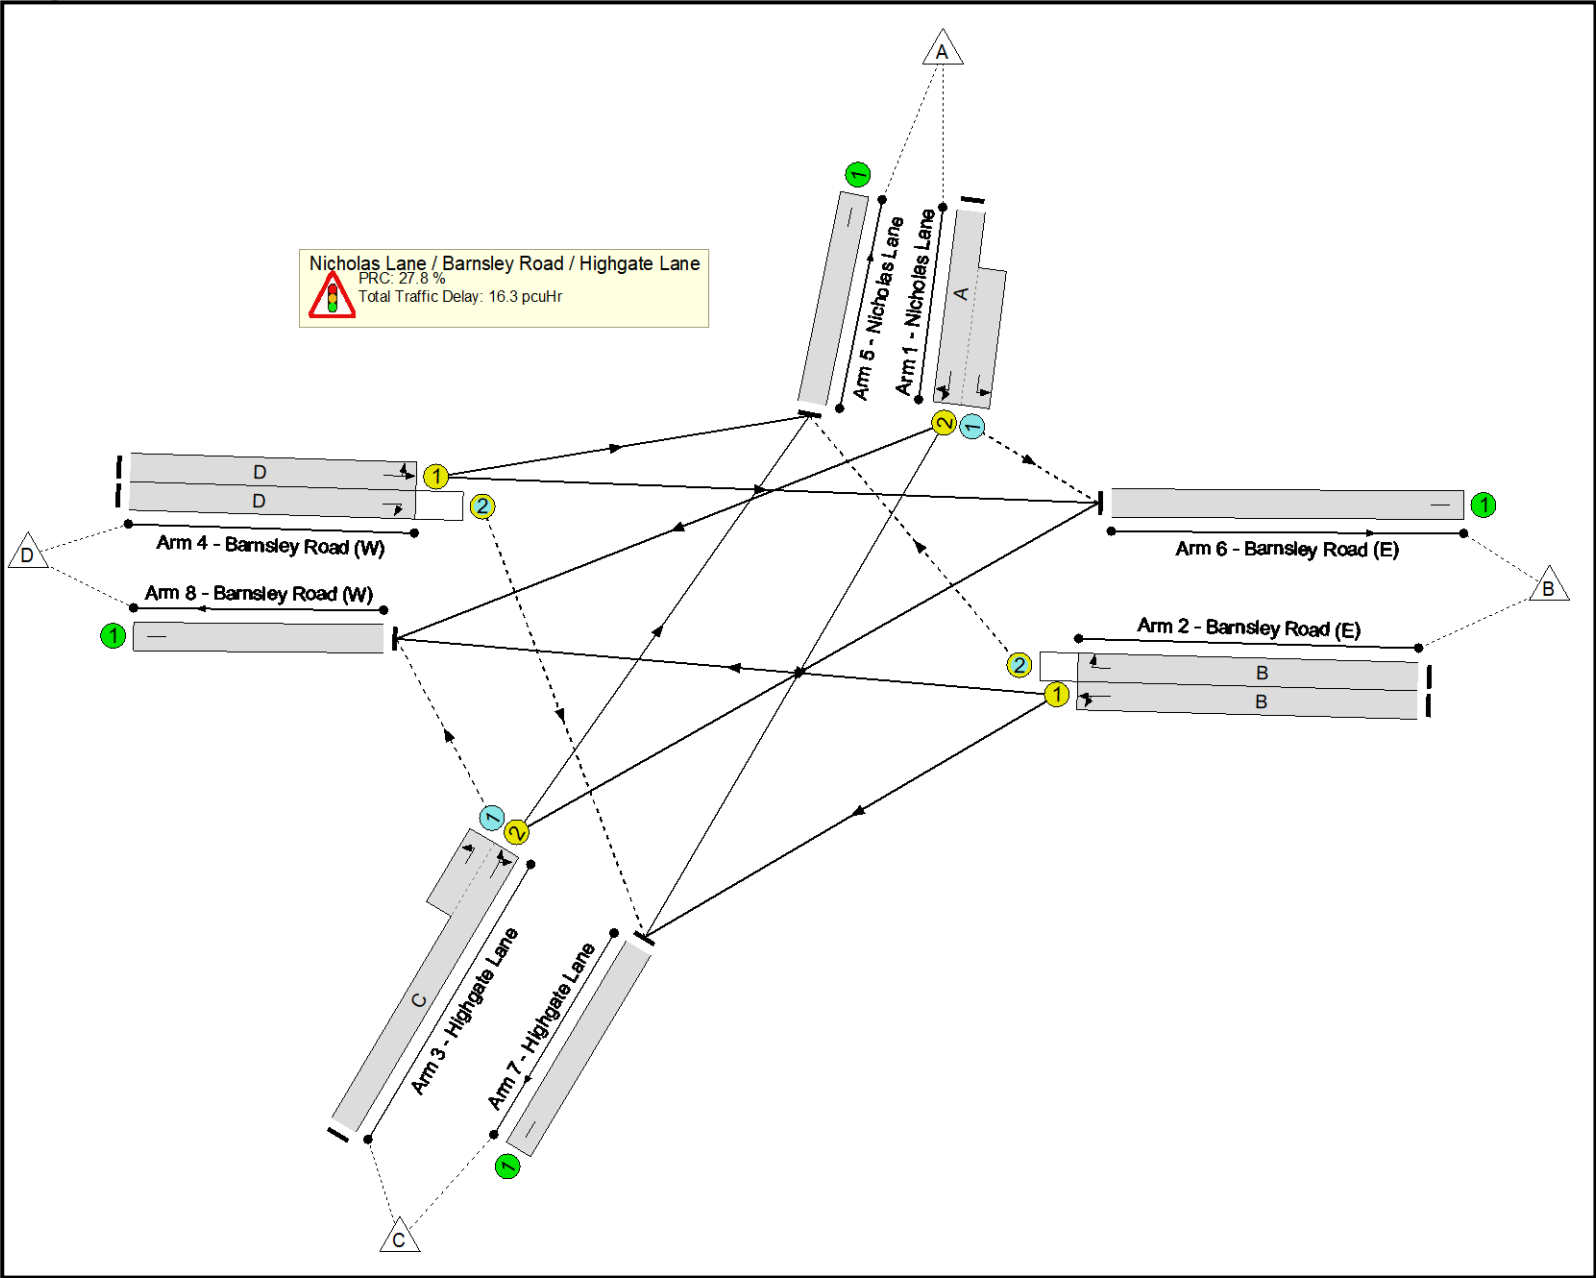 A
1
Arm 5 - Nicholas Lane
Arm 1 - Nicholas Lane
A
Nicholas Lane / Barnsley Road / Highgate Lane
PRC: 27.8 %
Total Traffic Delay: 16.3 pcuHr
2
1
D
1
D
2
Arm 4 - Barnsley Road (W)
D
1
Arm 6 - Barnsley Road (E)
B
Arm 8 - Barnsley Road (W)
1
Arm 2 - Barnsley Road (E)
2
B
1
B
1
2
C
Arm 3 - Highgate Lane
Arm 7 - Highgate Lane
1
C